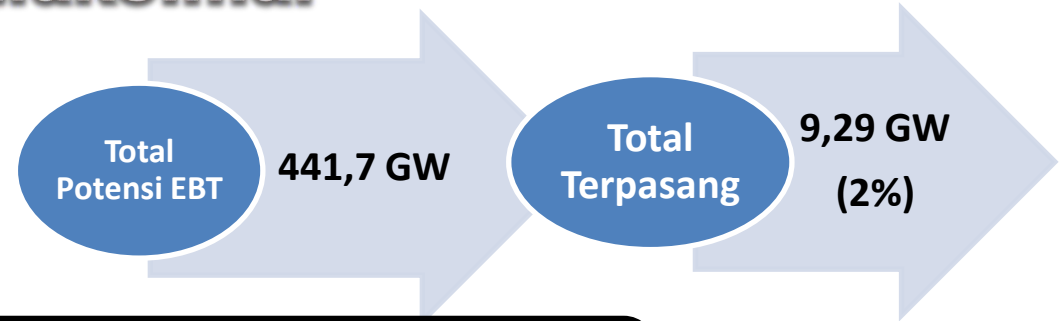 Total
Potensi EBT
441,7 GW
Total
Terpasang
9,29 GW
(2%)